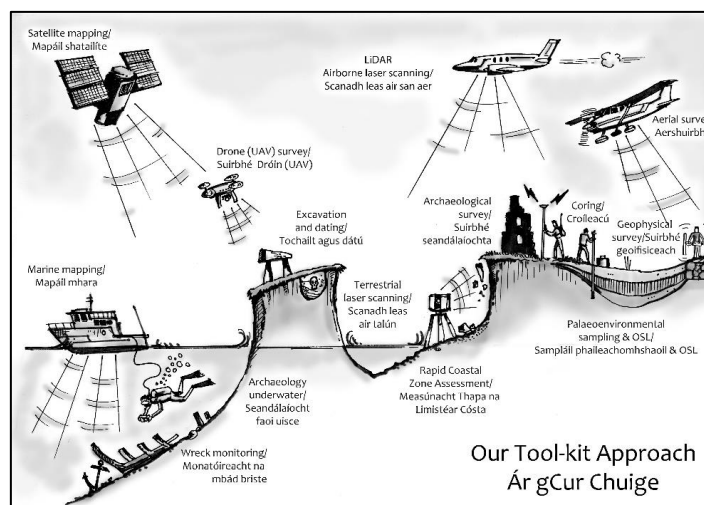 Satellite mapping/
Mapáil shatailíte
LiDAR
Airborne laser scanning/
Scanadh leas air san aer
Aerial surve
Aershuirbh
Drone (UAV) survey/
Suirbhé Dróin (UAV)
Excavation
and dating/
Tochailt agus dátú
Archaeological
survey/
Suirbhé
seandálaíochta
Coring/
Croíleacú
Geophysical
survey/Suirbhé
geoifisiceach
Marine mapping/
Mapáil mhara
Terrestrial
laser scanning/
Scanadh leas
air talún
Palaeoenvironmental
sampling & OSL/
Sampláil phaileachomhshaoil & OSL
Archaeology
underwater/
Seandálaíocht
faoi uisce
Rapid Coastal
Zone Assessment/
Measúnacht Thapa na
Limistéar Cósta
Wreck monitoring/
Monatóireacht na
mbád briste
Our Tool-kit Approach
Ár gCur Chuige